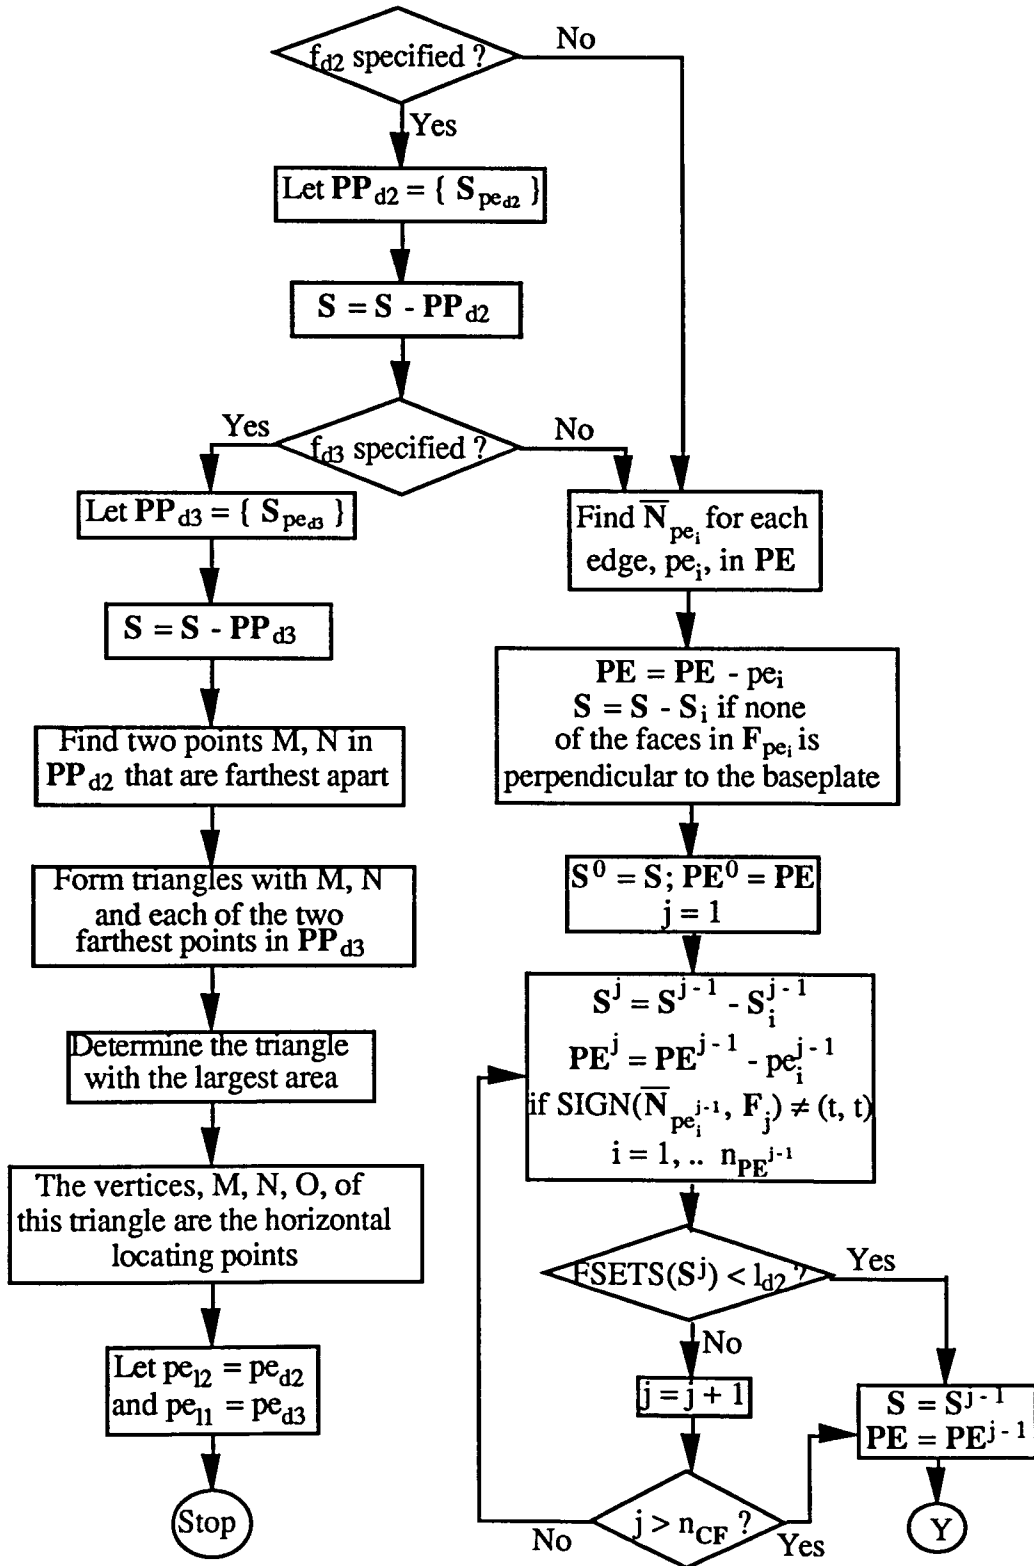 f_d2 specified ?
No
Yes
Let PP_d2 = { S_pe_d2 }
S = S - PP_d2
Yes
f_d3 specified ?
No
Let PP_d3 = { S_pe_d3 }
S = S - PP_d3
Find two points M, N in
PP_d2 that are farthest apart
Form triangles with M, N
and each of the two
farthest points in PP_d3
Determine the triangle
with the largest area
The vertices, M, N, O, of
this triangle are the horizontal
locating points
Let pe_l2 = pe_d2
and pe_l1 = pe_d3
Stop
Find N̅_pe_i for each
edge, pe_i, in PE
PE = PE - pe_i
S = S - S_i if none
of the faces in F_pe_i is
perpendicular to the baseplate
S^0 = S; PE^0 = PE
j = 1
S^j = S^j-1 - S_i^j-1
PE^j = PE^j-1 - pe_i^j-1
if SIGN(N̅_pe_i^j-1, F_j) ≠ (t, t)
i = 1, .. n_PE^j-1
FSETS(S^j) < l_d2 ?
Yes
No
j = j + 1
S = S^j-1
PE = PE^j-1
j > n_CF ?
No
Yes
Y